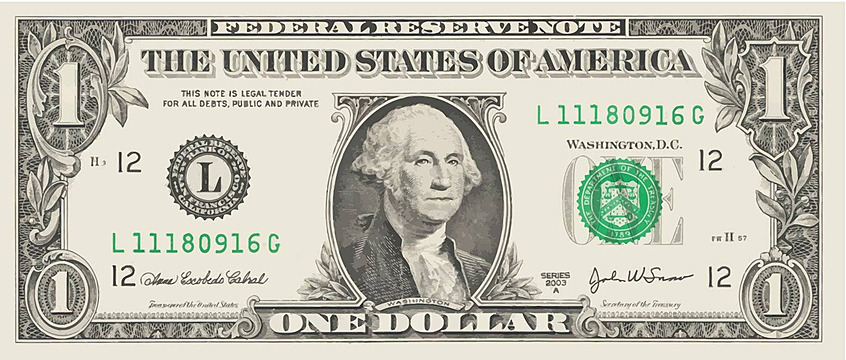 FEDERAL RESERVE NOTE
THE UNITED STATES OF AMERICA
1
1
THIS NOTE IS LEGAL TENDER
FOR ALL DEBTS, PUBLIC AND PRIVATE
L 11180916 G
WASHINGTON, D.C.
12
L
12
ONE
THE DEPARTMENT OF THE TREASURY
1789
L 11180916 G
FW H 57
12
Anna Escobedo Cabral
Treasurer of the United States
SERIES
2003
A
John W Snow
Secretary of the Treasury
12
1
WASHINGTON
1
ONE DOLLAR